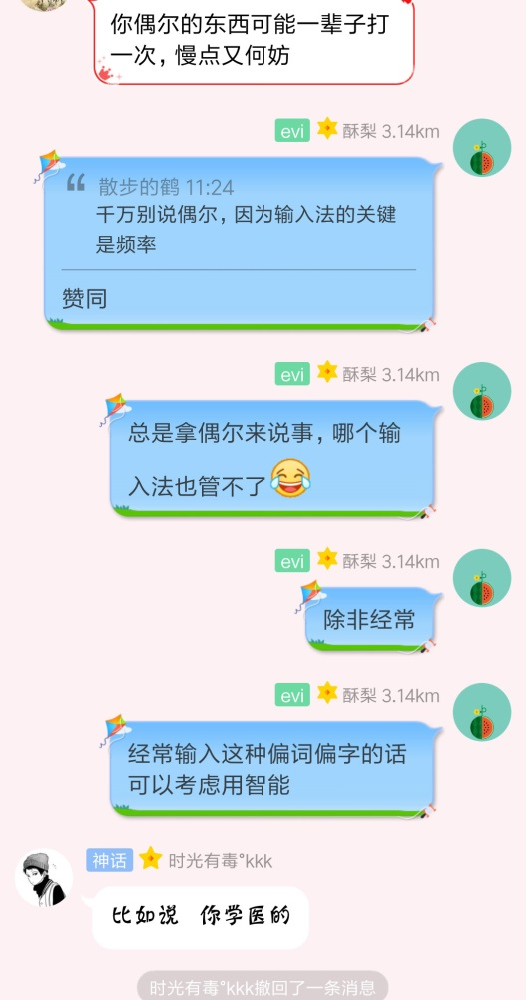 你偶尔的东西可能一辈子打
一次，慢点又何妨
evi 酥梨 3.14km
散步的鹤 11:24
千万别说偶尔，因为输入法的关键
是频率
赞同
evi 酥梨 3.14km
总是拿偶尔来说事，哪个输
入法也管不了
evi 酥梨 3.14km
除非经常
evi 酥梨 3.14km
经常输入这种偏词偏字的话
可以考虑用智能
神话 时光有毒°kkk
比如说 你学医的
时光有毒°kkk撤回了一条消息